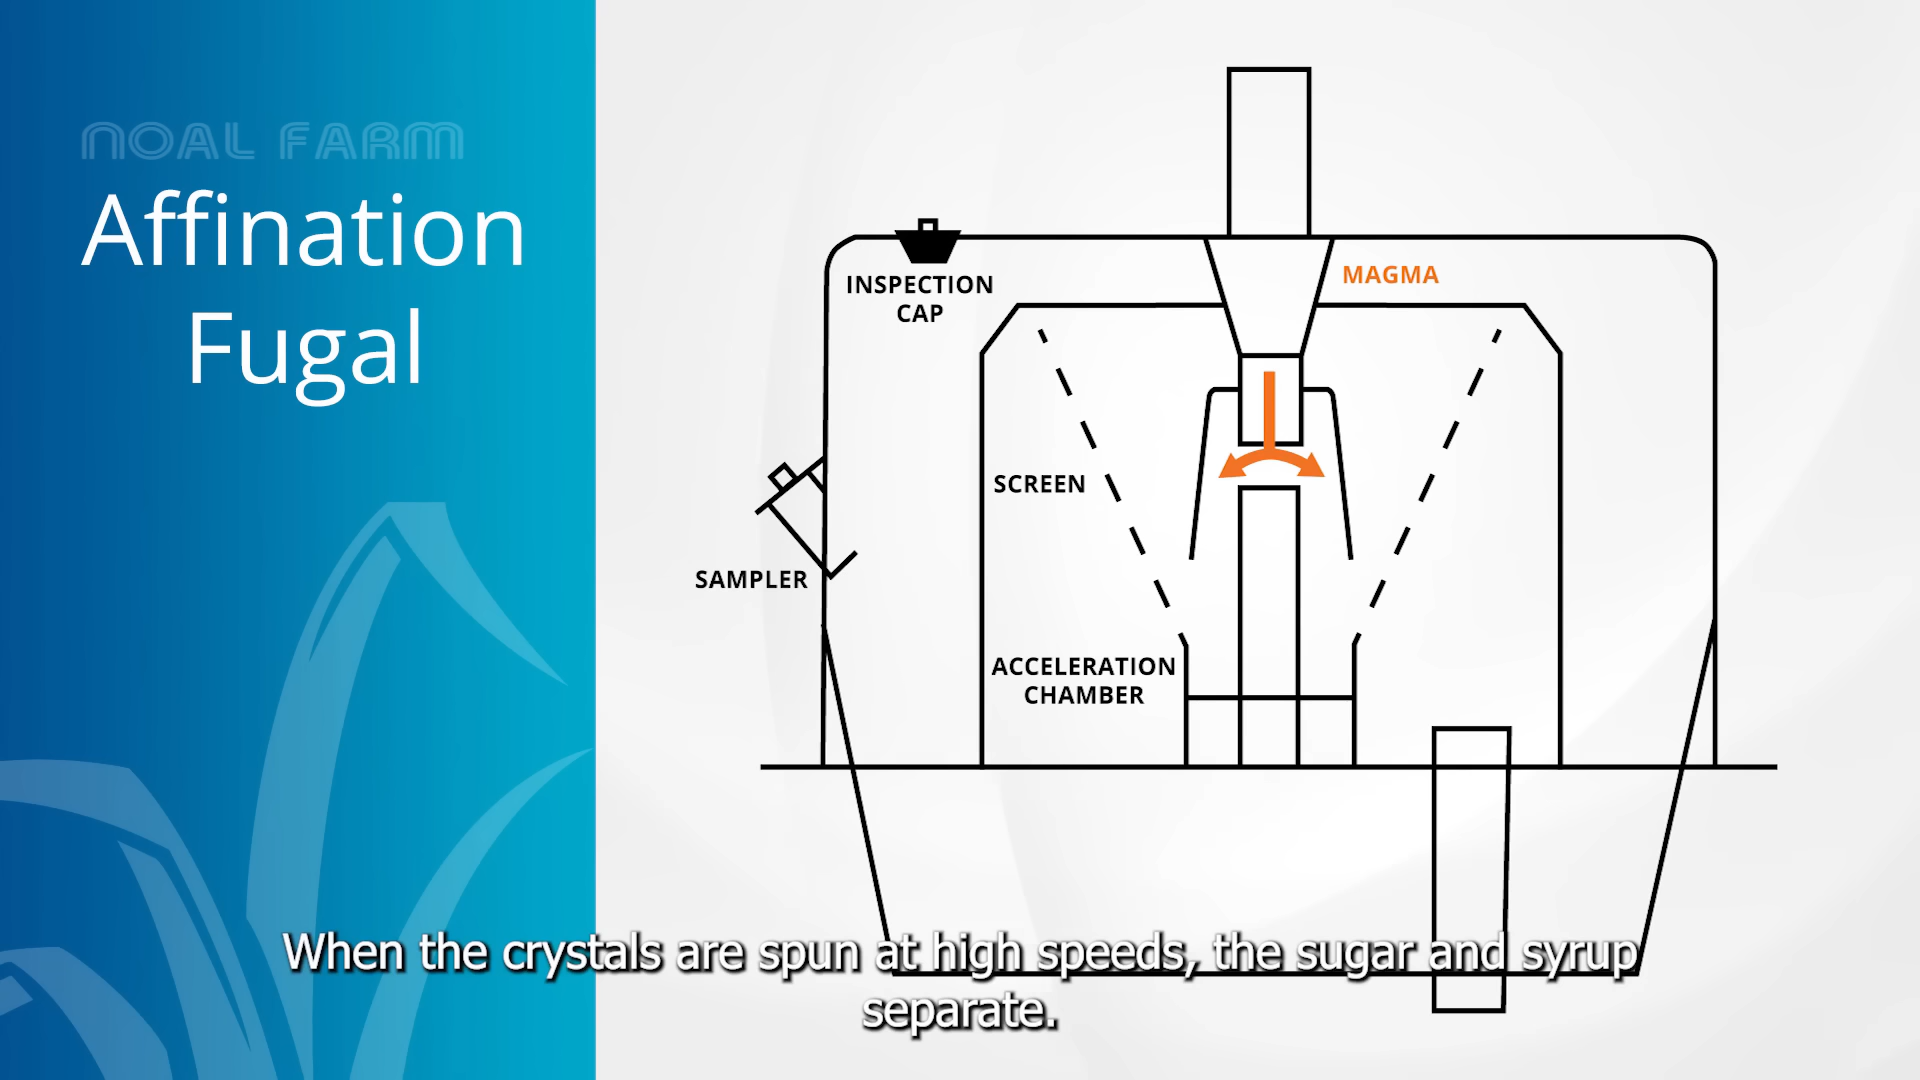 NOAL FARM
Affination
Fugal
INSPECTION
CAP
MAGMA
SCREEN
SAMPLER
ACCELERATION
CHAMBER
When the crystals are spun at high speeds, the sugar and syrup
separate.